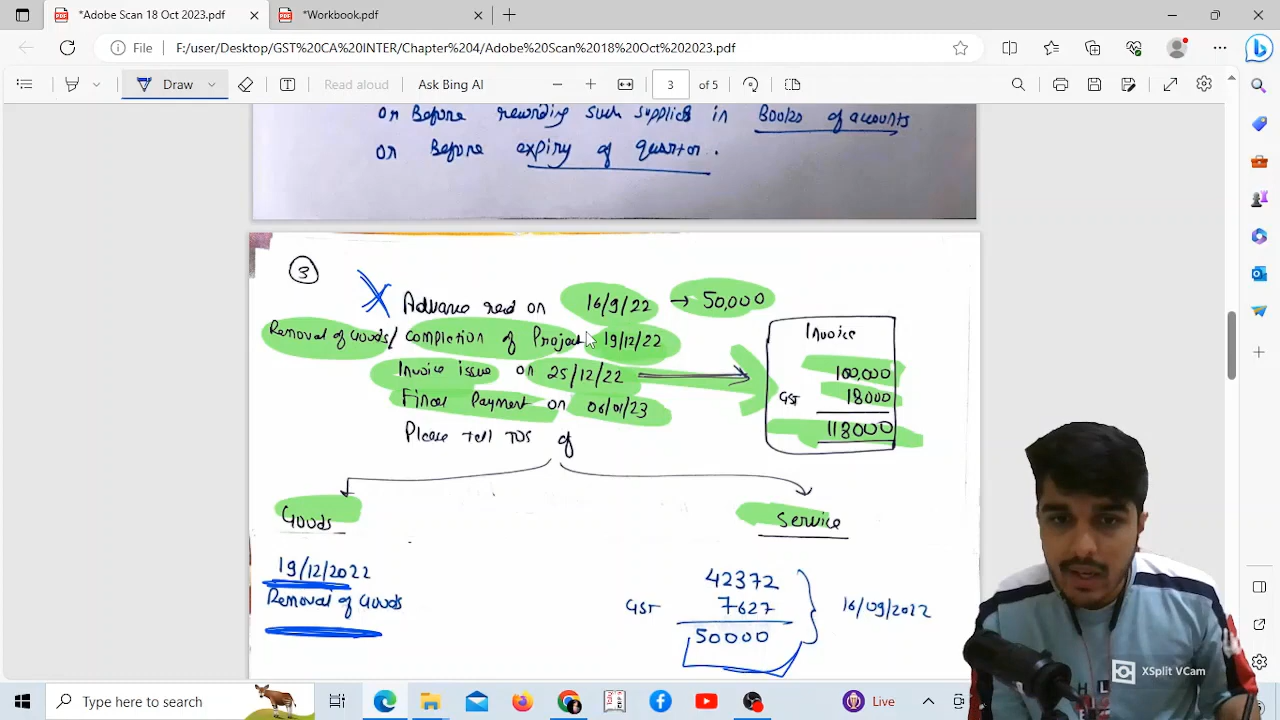 *Adobe Scan 18 Oct 2023.pdf
*Workbook.pdf
File
F:/user/Desktop/GST%20CA%20INTER/Chapter%204/Adobe%20Scan%2018%20Oct%202023.pdf
Draw
Read aloud
Ask Bing AI
3 of 5
on Before recording such supplies in Books of accounts
on Before expiry of quarter.
3
Advance recd on 16/9/22 → 50,000
Removal of Goods/ Completion of Project 19/12/22
Invoice issue on 25/12/22
Final Payment on 06/01/23
Please tell TOS of
Invoice
100,000
GST 18000
118000
Goods
Service
19/12/2022
Removal of Goods
42372
GST 7627
50000
16/09/2022
XSplit VCam
Type here to search
Live